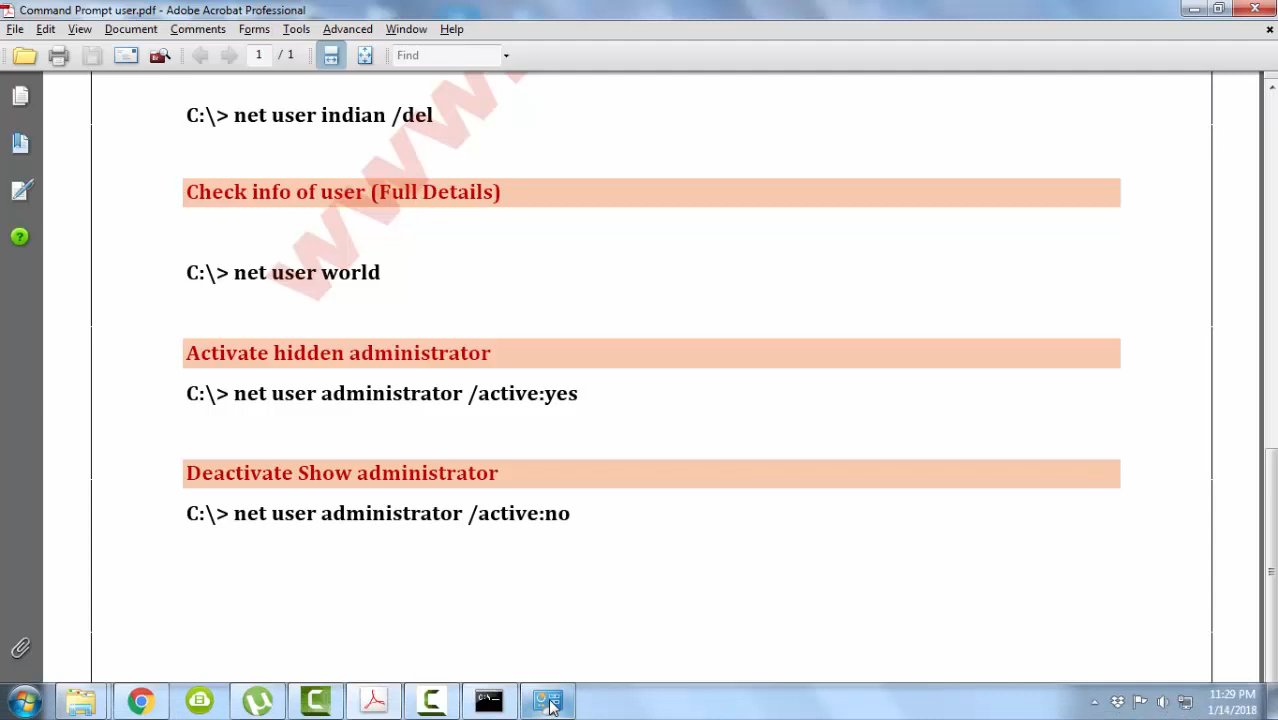 Command Prompt user.pdf - Adobe Acrobat Professional
File Edit View Document Comments Forms Tools Advanced Window Help
1 / 1 Find
www.
C:\> net user indian /del
Check info of user (Full Details)
C:\> net user world
Activate hidden administrator
C:\> net user administrator /active:yes
Deactivate Show administrator
C:\> net user administrator /active:no
11:29 PM
1/14/2018